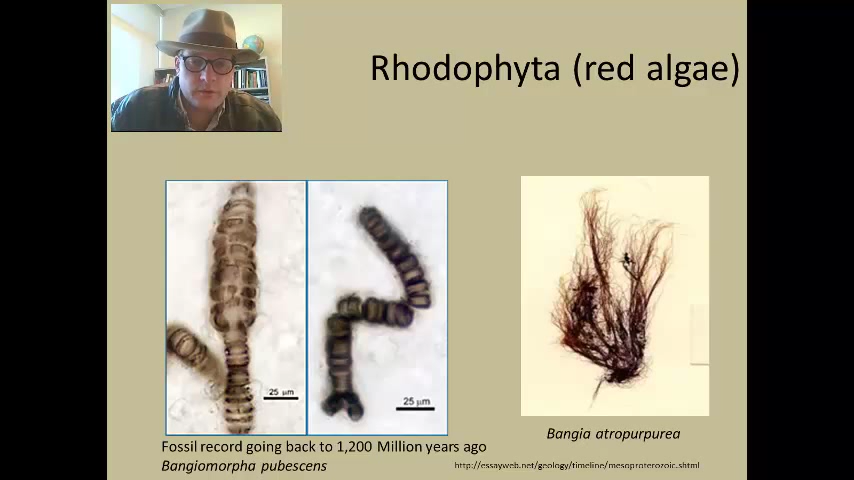 Rhodophyta (red algae)
25 μm
25 μm
Fossil record going back to 1,200 Million years ago
Bangiomorpha pubescens
Bangia atropurpurea
http://essayweb.net/geology/timeline/mesoproterozoic.shtml